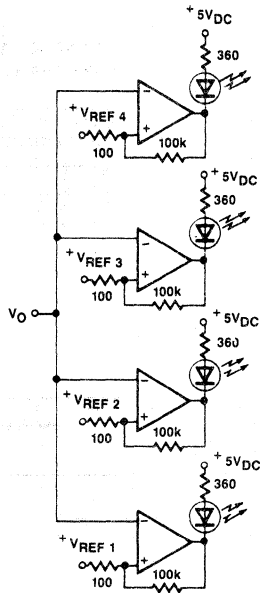 + 5VDC
360
+ VREF 4
100
100k
+ 5VDC
360
+ VREF 3
100
100k
VO
+ 5VDC
360
+ VREF 2
100
100k
+ 5VDC
360
+ VREF 1
100
100k